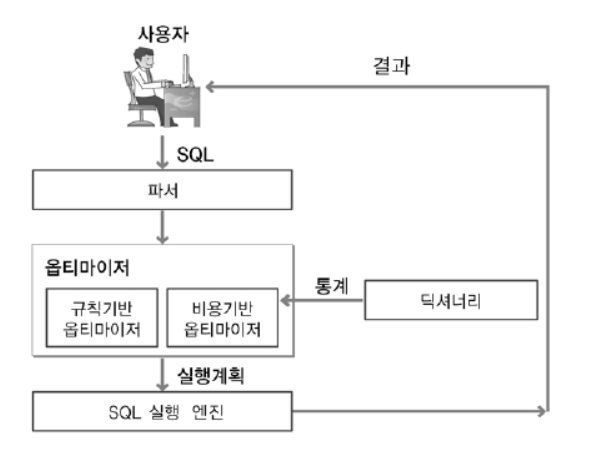 사용자
결과
SQL
파서
옵티마이저
규칙기반
옵티마이저
비용기반
옵티마이저
통계
딕셔너리
실행계획
SQL 실행 엔진